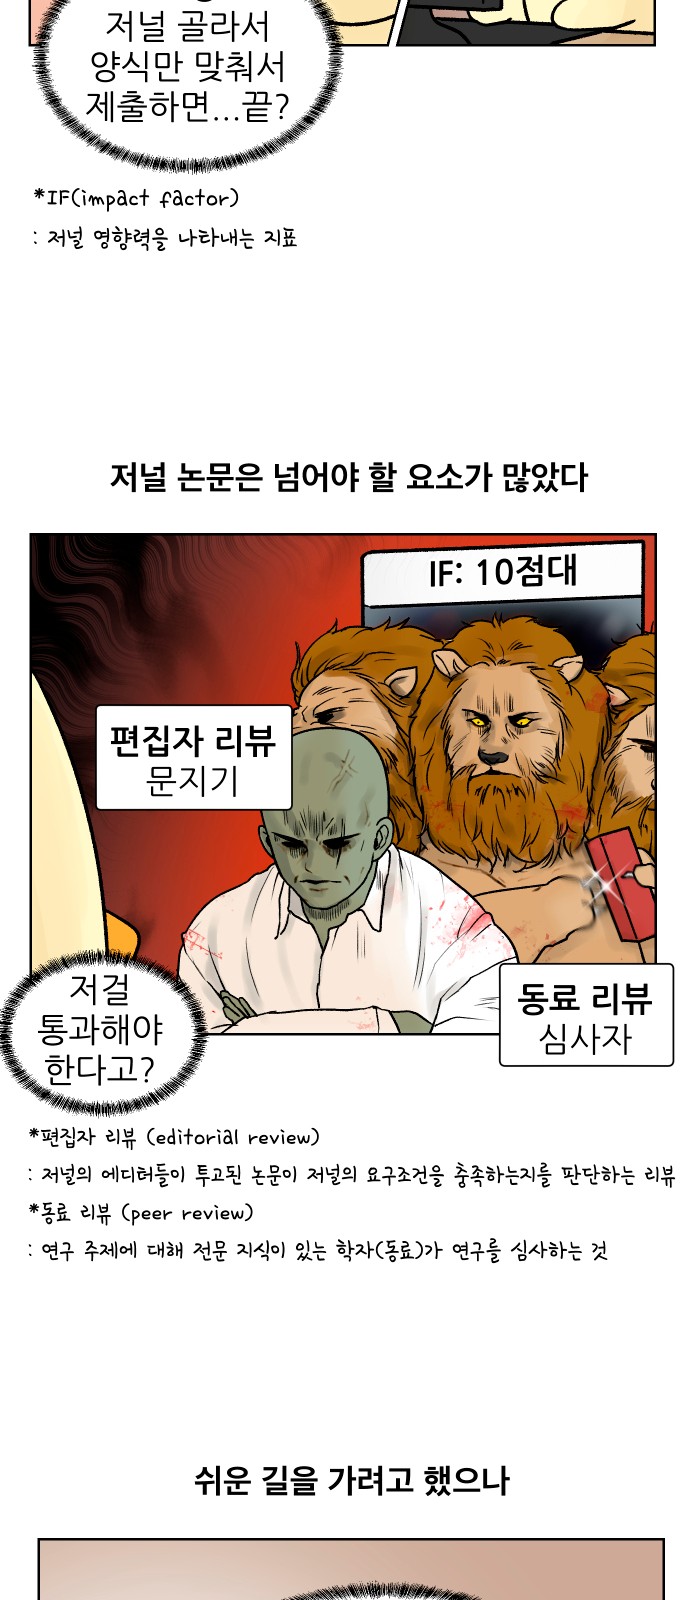 저널 골라서
양식만 맞춰서
제출하면...끝?
*IF(impact factor)
: 저널 영향력을 나타내는 지표
저널 논문은 넘어야 할 요소가 많았다
IF: 10점대
편집자 리뷰
문지기
저걸
통과해야
한다고?
동료 리뷰
심사자
*편집자 리뷰 (editorial review)
: 저널의 에디터들이 투고된 논문이 저널의 요구조건을 충족하는지를 판단하는 리뷰
*동료 리뷰 (peer review)
: 연구 주제에 대해 전문 지식이 있는 학자(동료)가 연구를 심사하는 것
쉬운 길을 가려고 했으나